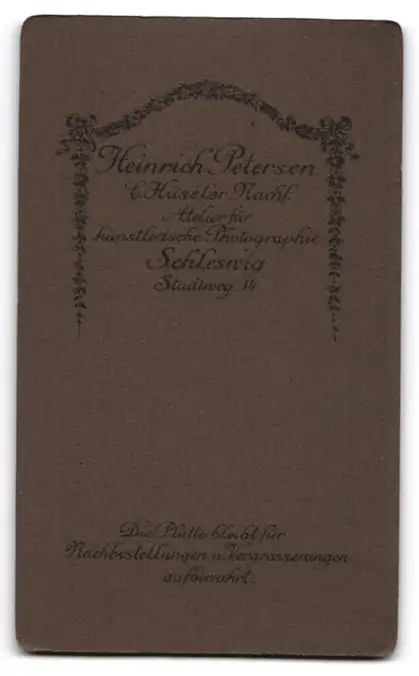 Heinrich Petersen
C. Hüseler Nachf.
Atelier für
künstlerische Photographie
Schleswig
Stadtweg 14
Die Platte bleibt für
Nachbestellungen u. Vergrösserungen
aufbewahrt.